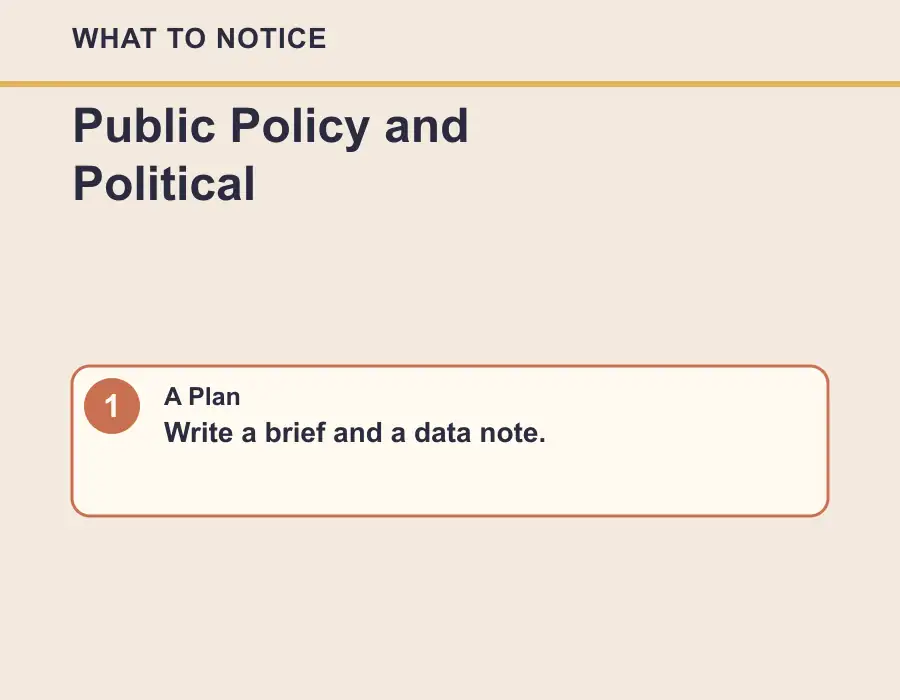 WHAT TO NOTICE
Public Policy and
Political
1
A Plan
Write a brief and a data note.